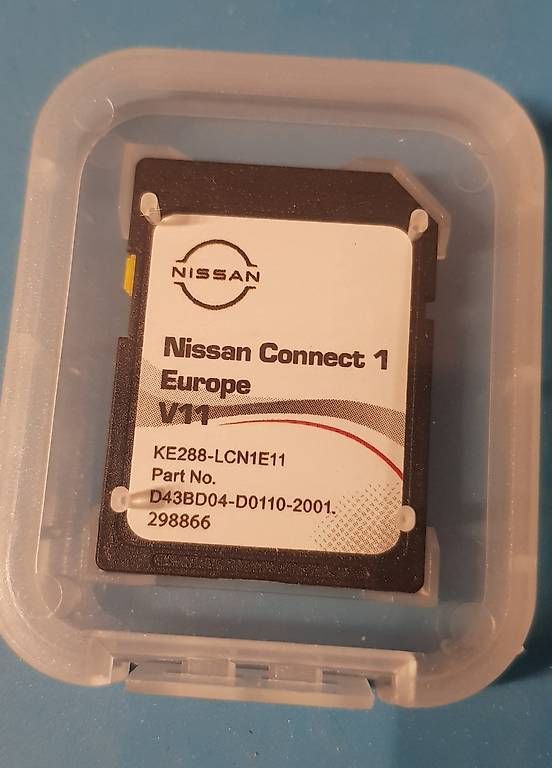 NISSAN
Nissan Connect 1
Europe
V11
KE288-LCN1E11
Part No.
D43BD04-D0110-2001.
298866